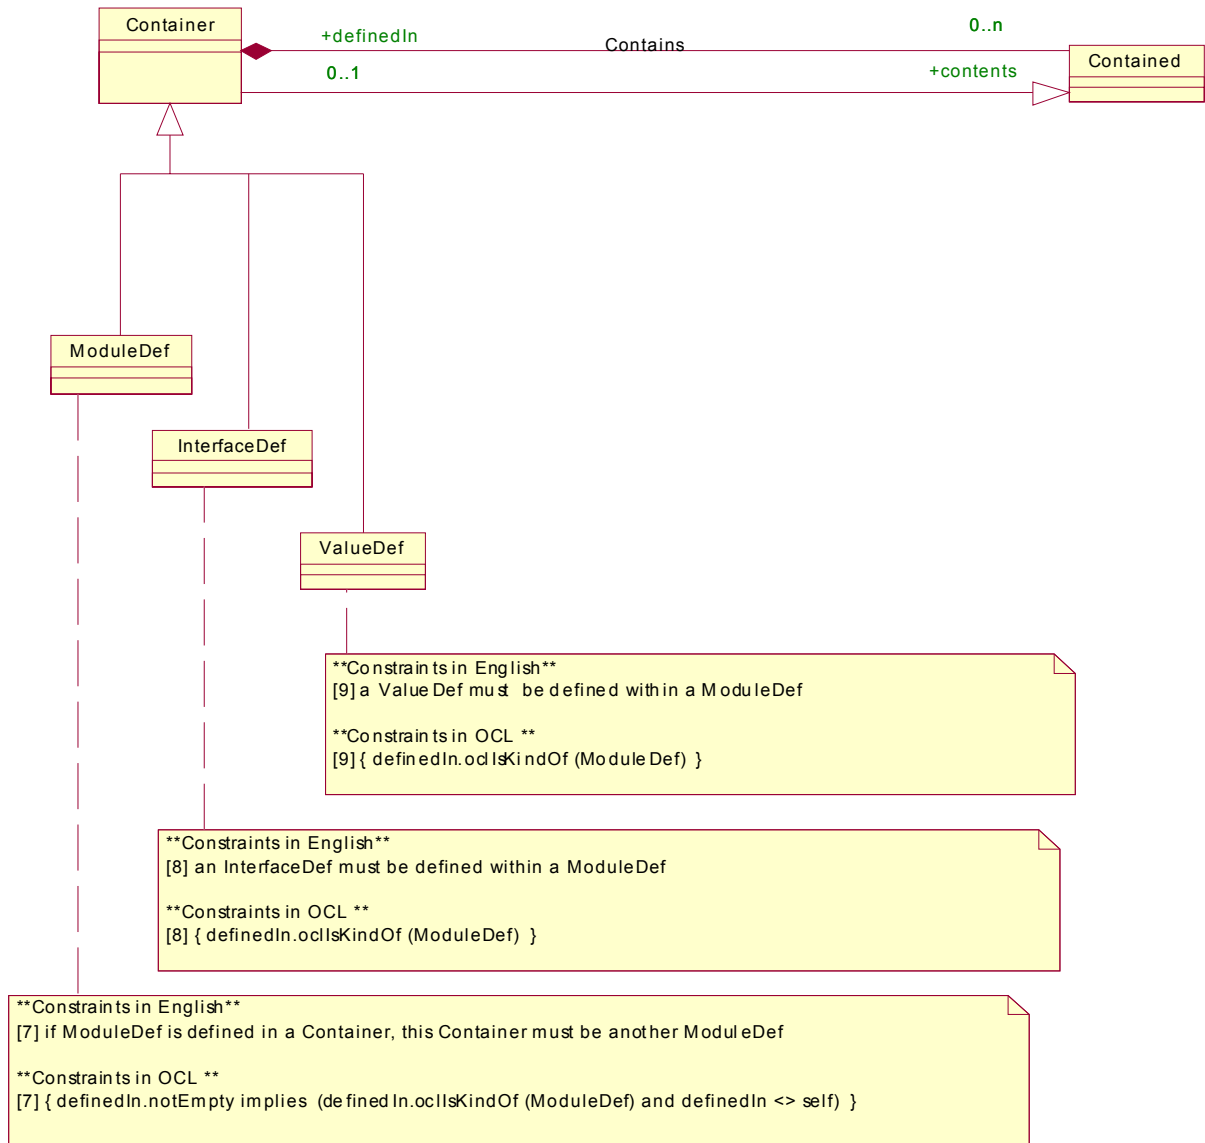 Container
+definedIn
Contains
0..n
0..1
+contents
Contained
ModuleDef
InterfaceDef
ValueDef
**Constraints in English**
[9] a ValueDef must be defined within a ModuleDef
**Constraints in OCL **
[9] { definedIn.oclIsKindOf (ModuleDef) }
**Constraints in English**
[8] an InterfaceDef must be defined within a ModuleDef
**Constraints in OCL **
[8] { definedIn.oclIsKindOf (ModuleDef) }
**Constraints in English**
[7] if ModuleDef is defined in a Container, this Container must be another ModuleDef
**Constraints in OCL **
[7] { definedIn.notEmpty implies (definedIn.oclIsKindOf (ModuleDef) and definedIn <> self) }